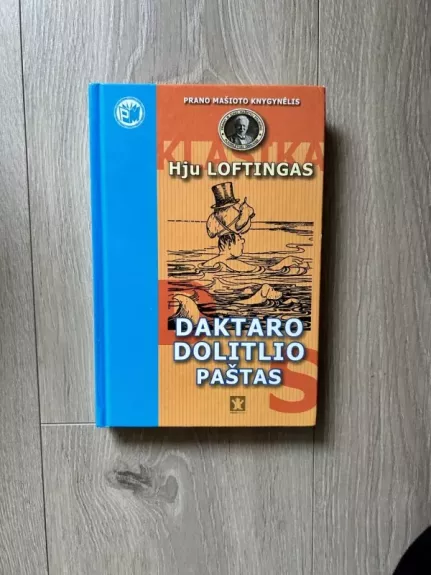 PRANO MAŠIOTO KNYGYNĖLIS
KLASIKA
Hju LOFTINGAS
DAKTARO
DOLITLIO
PAŠTAS